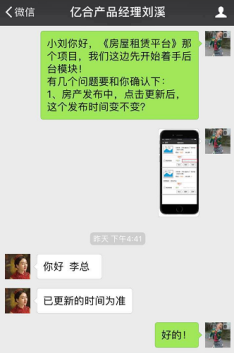 微信
亿合产品经理刘溪
小刘你好，《房屋租赁平台》那
个项目，我们这边先开始着手后
台模块！
有几个问题要和你确认下：
1、房产发布中，点击更新后，
这个发布时间变不变？
昨天 下午4:41
你好 李总
已更新的时间为准
好的！